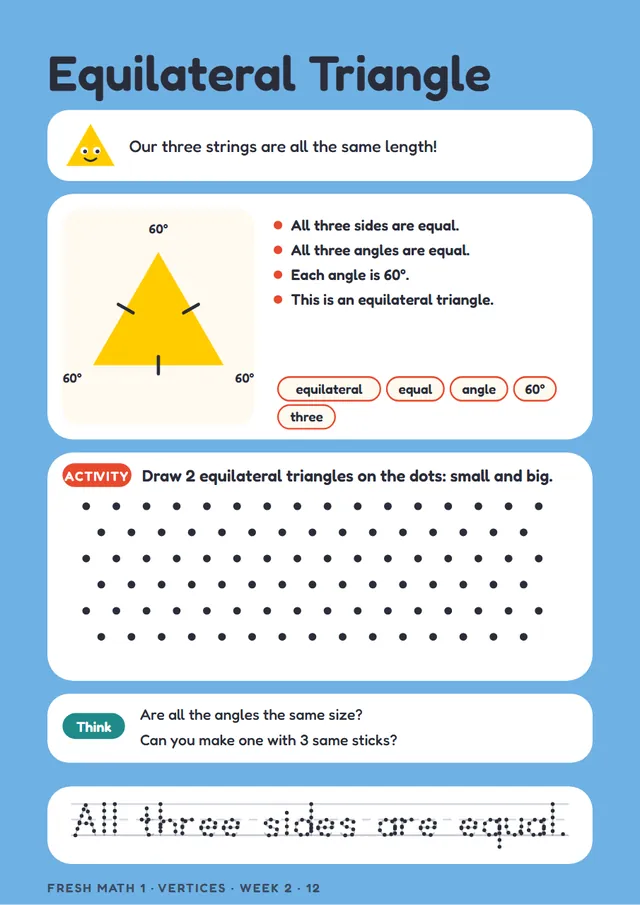 Equilateral Triangle
Our three strings are all the same length!
60°
60°
60°
All three sides are equal.
All three angles are equal.
Each angle is 60°.
This is an equilateral triangle.
equilateral equal angle 60°
three
ACTIVITY Draw 2 equilateral triangles on the dots: small and big.
Think
Are all the angles the same size?
Can you make one with 3 same sticks?
All three sides are equal.
FRESH MATH 1 · VERTICES · WEEK 2 · 12